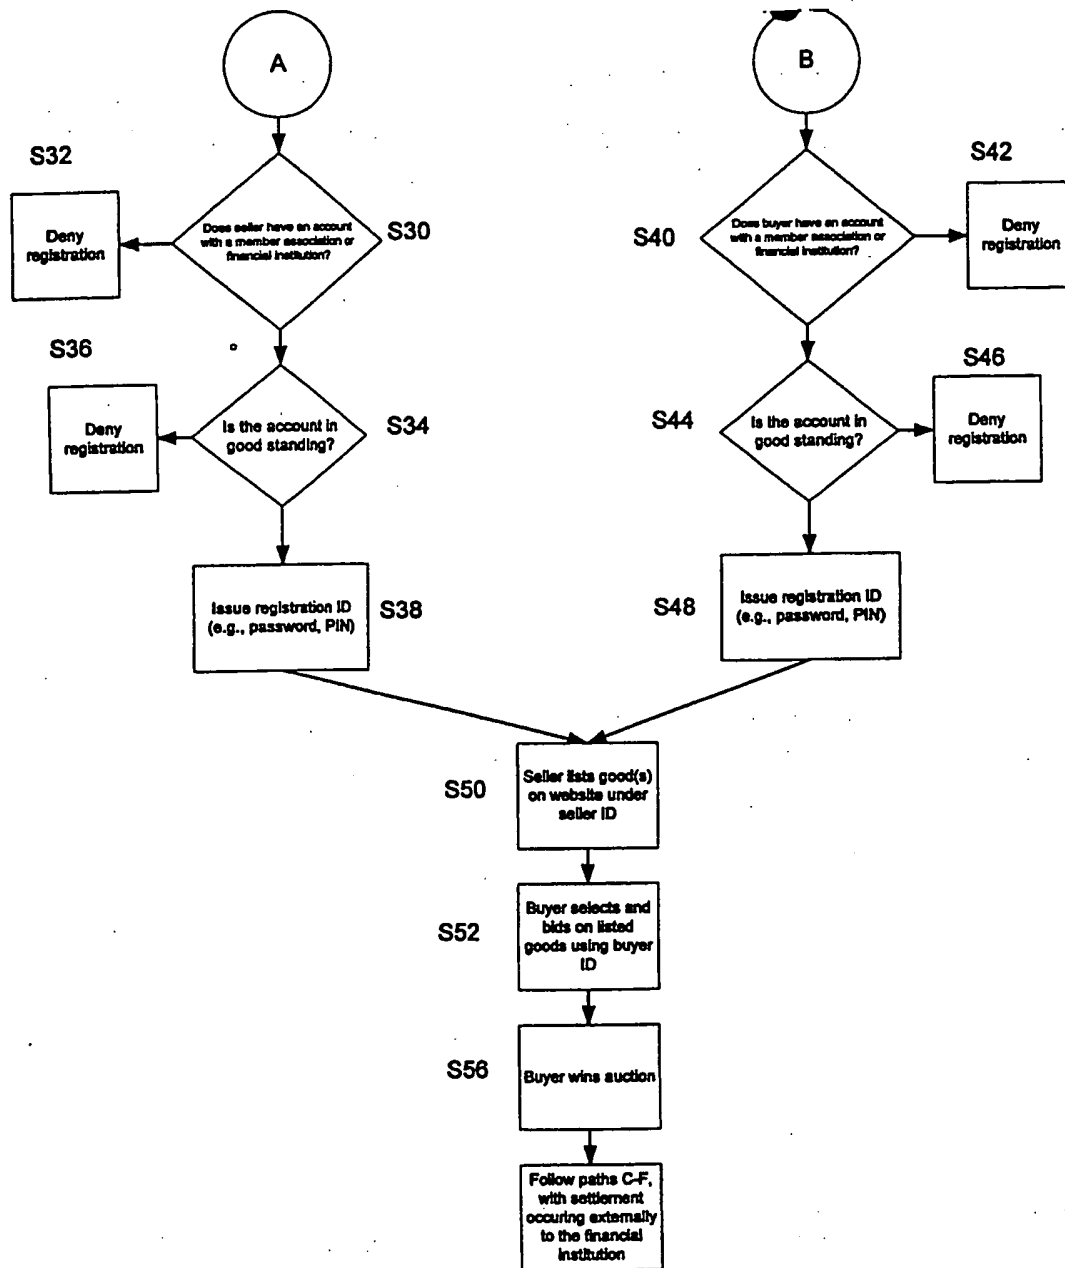 A
B
S32
Deny
registration
Does seller have an account
with a member association or
financial institution?
S30
S40
Does buyer have an account
with a member association or
financial institution?
S42
Deny
registration
S36
Deny
registration
Is the account in
good standing?
S34
S44
Is the account in
good standing?
S46
Deny
registration
Issue registration ID
(e.g., password, PIN)
S38
S48
Issue registration ID
(e.g., password, PIN)
S50
Seller lists good(s)
on website under
seller ID
S52
Buyer selects and
bids on listed
goods using buyer
ID
S56
Buyer wins auction
Follow paths C-F,
with settlement
occuring externally
to the financial
institution